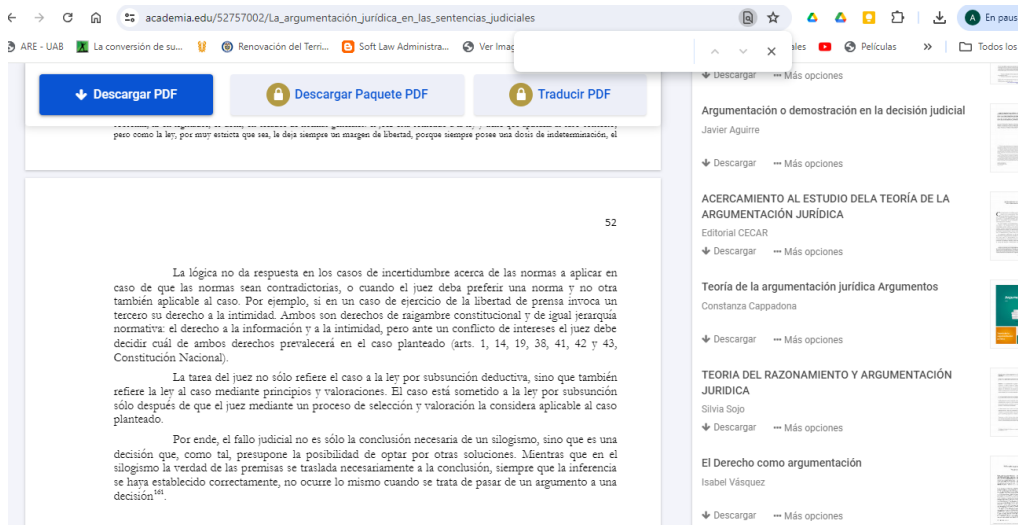 academia.edu/52757002/La_argumentación_jurídica_en_las_sentencias_judiciales
A
En paus
ARE - UAB
La conversión de su...
Renovación del Terri...
Soft Law Administra...
Ver Imag
ales
Películas
»
Todos los
Descargar PDF
Descargar Paquete PDF
Traducir PDF
pero como la ley, por muy estricta que sea, le deja siempre un margen de libertad, porque siempre posee una dosis de indeterminación, el
52
La lógica no da respuesta en los casos de incertidumbre acerca de las normas a aplicar en
caso de que las normas sean contradictorias, o cuando el juez deba preferir una norma y no otra
también aplicable al caso. Por ejemplo, si en un caso de ejercicio de la libertad de prensa invoca un
tercero su derecho a la intimidad. Ambos son derechos de raigambre constitucional y de igual jerarquía
normativa: el derecho a la información y a la intimidad, pero ante un conflicto de intereses el juez debe
decidir cuál de ambos derechos prevalecerá en el caso planteado (arts. 1, 14, 19, 38, 41, 42 y 43,
Constitución Nacional).
La tarea del juez no sólo refiere el caso a la ley por subsunción deductiva, sino que también
refiere la ley al caso mediante principios y valoraciones. El caso está sometido a la ley por subsunción
sólo después de que el juez mediante un proceso de selección y valoración la considera aplicable al caso
planteado.
Por ende, el fallo judicial no es sólo la conclusión necesaria de un silogismo, sino que es una
decisión que, como tal, presupone la posibilidad de optar por otras soluciones. Mientras que en el
silogismo la verdad de las premisas se traslada necesariamente a la conclusión, siempre que la inferencia
se haya establecido correctamente, no ocurre lo mismo cuando se trata de pasar de un argumento a una
decisión161.
Descargar ••• Más opciones
Argumentación o demostración en la decisión judicial
Javier Aguirre
Descargar ••• Más opciones
ACERCAMIENTO AL ESTUDIO DELA TEORÍA DE LA
ARGUMENTACIÓN JURÍDICA
Editorial CECAR
Descargar ••• Más opciones
Teoría de la argumentación jurídica Argumentos
Constanza Cappadona
Descargar ••• Más opciones
TEORIA DEL RAZONAMIENTO Y ARGUMENTACIÓN
JURIDICA
Silvia Sojo
Descargar ••• Más opciones
El Derecho como argumentación
Isabel Vásquez
Descargar ••• Más opciones